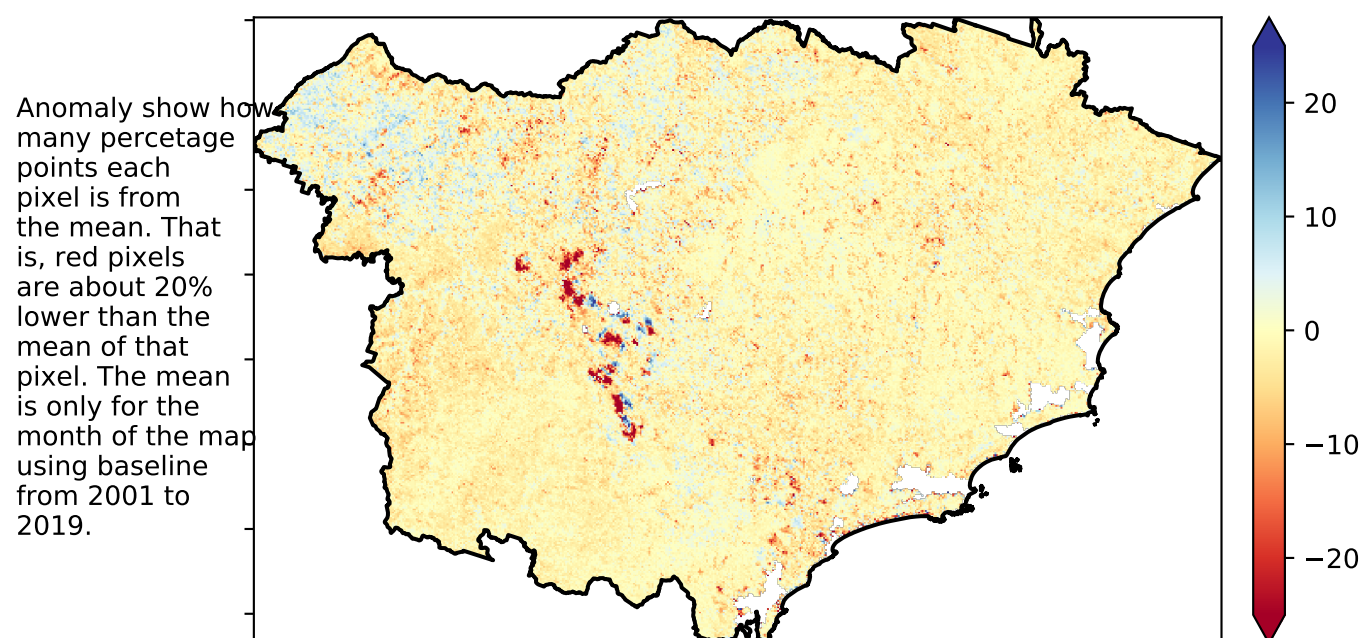 Anomaly show how
many percetage
points each
pixel is from
the mean. That
is, red pixels
are about 20%
lower than the
mean of that
pixel. The mean
is only for the
month of the map
using baseline
from 2001 to
2019.
20
10
0
−10
−20